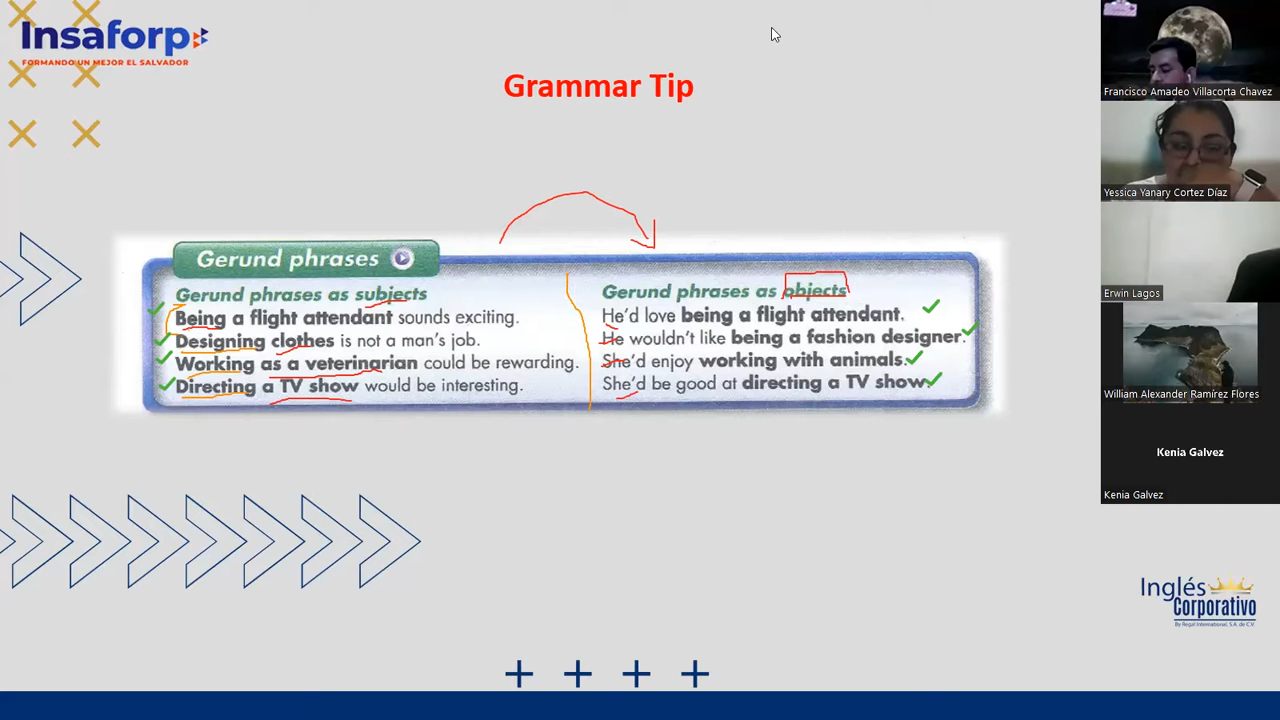 Insaforp
FORMANDO UN MEJOR EL SALVADOR
Grammar Tip
Gerund phrases
Gerund phrases as subjects
Being a flight attendant sounds exciting.
Designing clothes is not a man's job.
Working as a veterinarian could be rewarding.
Directing a TV show would be interesting.
Gerund phrases as objects
He'd love being a flight attendant.
He wouldn't like being a fashion designer.
She'd enjoy working with animals.
She'd be good at directing a TV show.
Francisco Amadeo Villacorta Chavez
Yessica Yanary Cortez Díaz
Erwin Lagos
William Alexander Ramírez Flores
Kenia Galvez
Kenia Galvez
Inglés
Corporativo
By Regal International, S.A. de C.V.